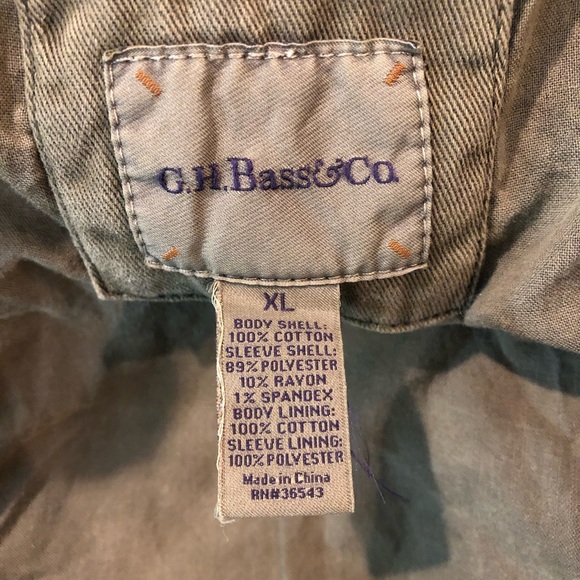 G.H.Bass&Co.
XL
BODY SHELL:
100% COTTON
SLEEVE SHELL:
89% POLYESTER
10% RAYON
1% SPANDEX
BODY LINING:
100% COTTON
SLEEVE LINING:
100% POLYESTER
Made in China
RN#36543